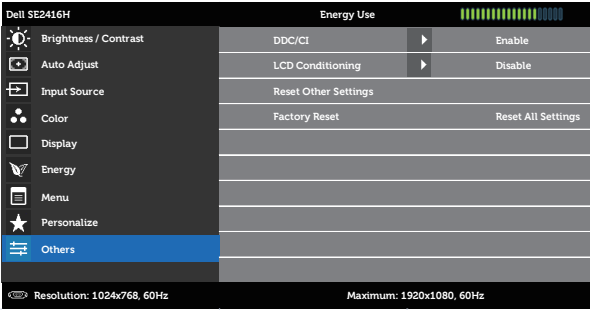 Dell SE2416H Energy Use
Brightness / Contrast DDC/CI Enable
Auto Adjust LCD Conditioning Disable
Input Source Reset Other Settings
Color Factory Reset Reset All Settings
Display
Energy
Menu
Personalize
Others
Resolution: 1024x768, 60Hz Maximum: 1920x1080, 60Hz